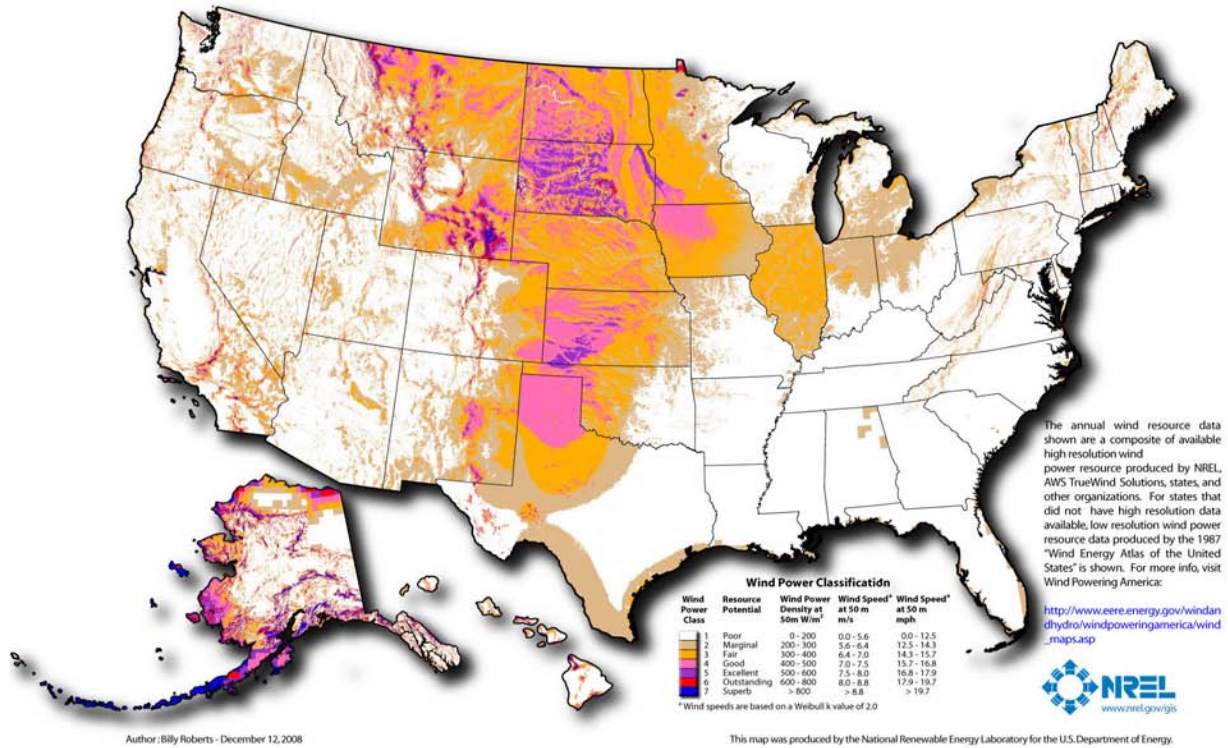 The annual wind resource data
shown are a composite of available
high resolution wind
power resource produced by NREL,
AWS TrueWind Solutions, states, and
other organizations. For states that
did not have high resolution data
available, low resolution wind power
resource data produced by the 1987
"Wind Energy Atlas of the United
States" is shown. For more info, visit
Wind Powering America:
http://www.eere.energy.gov/windan
dhydro/windpoweringamerica/wind
_maps.asp
Wind Power Classification
Wind Resource Wind Power Wind Speedª Wind Speedª
Power Potential Density at at 50 m at 50 m
Class 50m W/m² m/s mph
1 Poor 0 - 200 0.0 - 5.6 0.0 - 12.5
2 Marginal 200 - 300 5.6 - 6.4 12.5 - 14.3
3 Fair 300 - 400 6.4 - 7.0 14.3 - 15.7
4 Good 400 - 500 7.0 - 7.5 15.7 - 16.8
5 Excellent 500 - 600 7.5 - 8.0 16.8 - 17.9
6 Outstanding 600 - 800 8.0 - 8.8 17.9 - 19.7
7 Superb > 800 > 8.8 > 19.7
ª Wind speeds are based on a Weibull k value of 2.0
NREL
www.nrel.gov/gis
Author : Billy Roberts - December 12, 2008
This map was produced by the National Renewable Energy Laboratory for the U.S. Department of Energy.